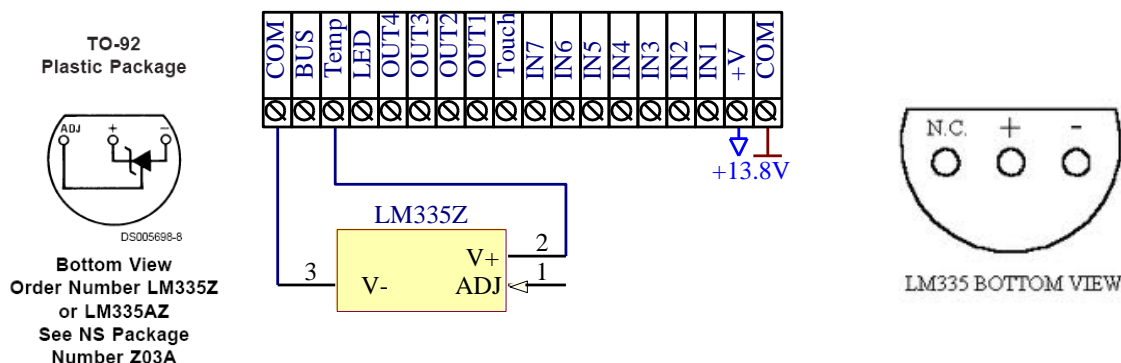 TO-92
Plastic Package
ADJ + –
DS005698-8
Bottom View
Order Number LM335Z
or LM335AZ
See NS Package
Number Z03A
COM
BUS
Temp
LED
OUT4
OUT3
OUT2
OUT1
Touch
IN7
IN6
IN5
IN4
IN3
IN2
IN1
+V
COM
+13.8V
LM335Z
V+ 2
3 V- ADJ 1
N.C. + -
LM335 BOTTOM VIEW